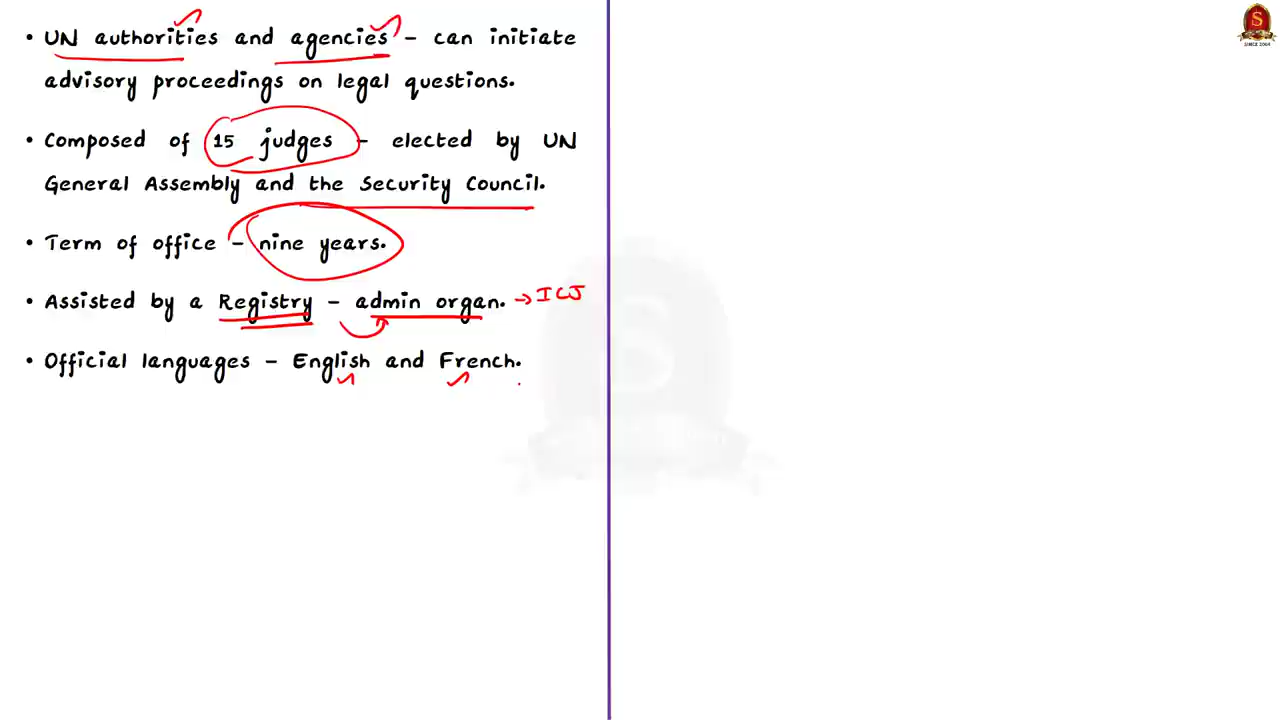 • UN authorities and agencies - can initiate
advisory proceedings on legal questions.
• Composed of 15 judges - elected by UN
General Assembly and the Security Council.
• Term of office - nine years.
• Assisted by a Registry - admin organ. → ICJ
• Official languages - English and French.
S
SINCE 2004